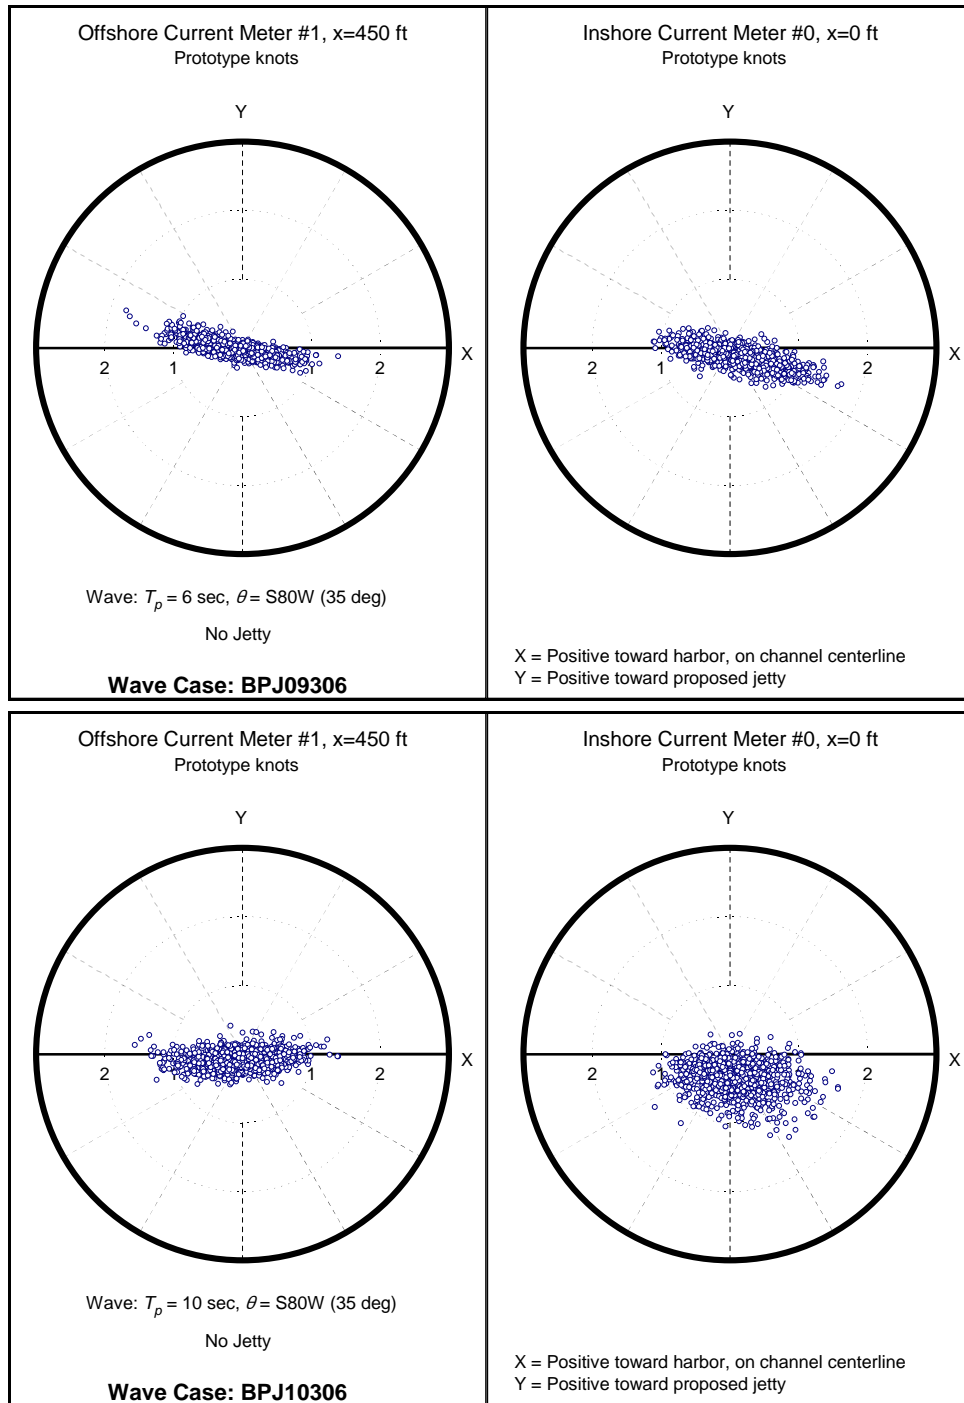 Offshore Current Meter #1, x=450 ft
Prototype knots
Y
X
2 1 1 2
Wave: Tp = 6 sec, θ = S80W (35 deg)
No Jetty
Wave Case: BPJ09306
Inshore Current Meter #0, x=0 ft
Prototype knots
Y
X
2 1 2
X = Positive toward harbor, on channel centerline
Y = Positive toward proposed jetty
Offshore Current Meter #1, x=450 ft
Prototype knots
Y
X
2 1 1 2
Wave: Tp = 10 sec, θ = S80W (35 deg)
No Jetty
Wave Case: BPJ10306
Inshore Current Meter #0, x=0 ft
Prototype knots
Y
X
2 1 2
X = Positive toward harbor, on channel centerline
Y = Positive toward proposed jetty